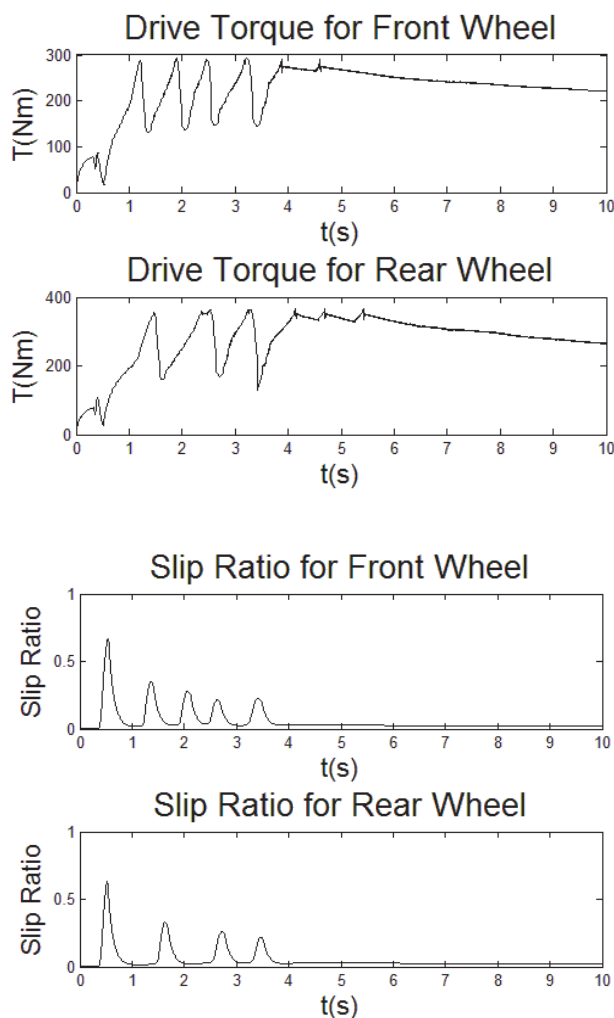 Drive Torque for Front Wheel
300
200
100
0
T(Nm)
0 1 2 3 4 5 6 7 8 9 10
t(s)
Drive Torque for Rear Wheel
400
200
0
T(Nm)
0 1 2 3 4 5 6 7 8 9 10
t(s)
Slip Ratio for Front Wheel
1
0.5
0
Slip Ratio
0 1 2 3 4 5 6 7 8 9 10
t(s)
Slip Ratio for Rear Wheel
1
0.5
0
Slip Ratio
0 1 2 3 4 5 6 7 8 9 10
t(s)